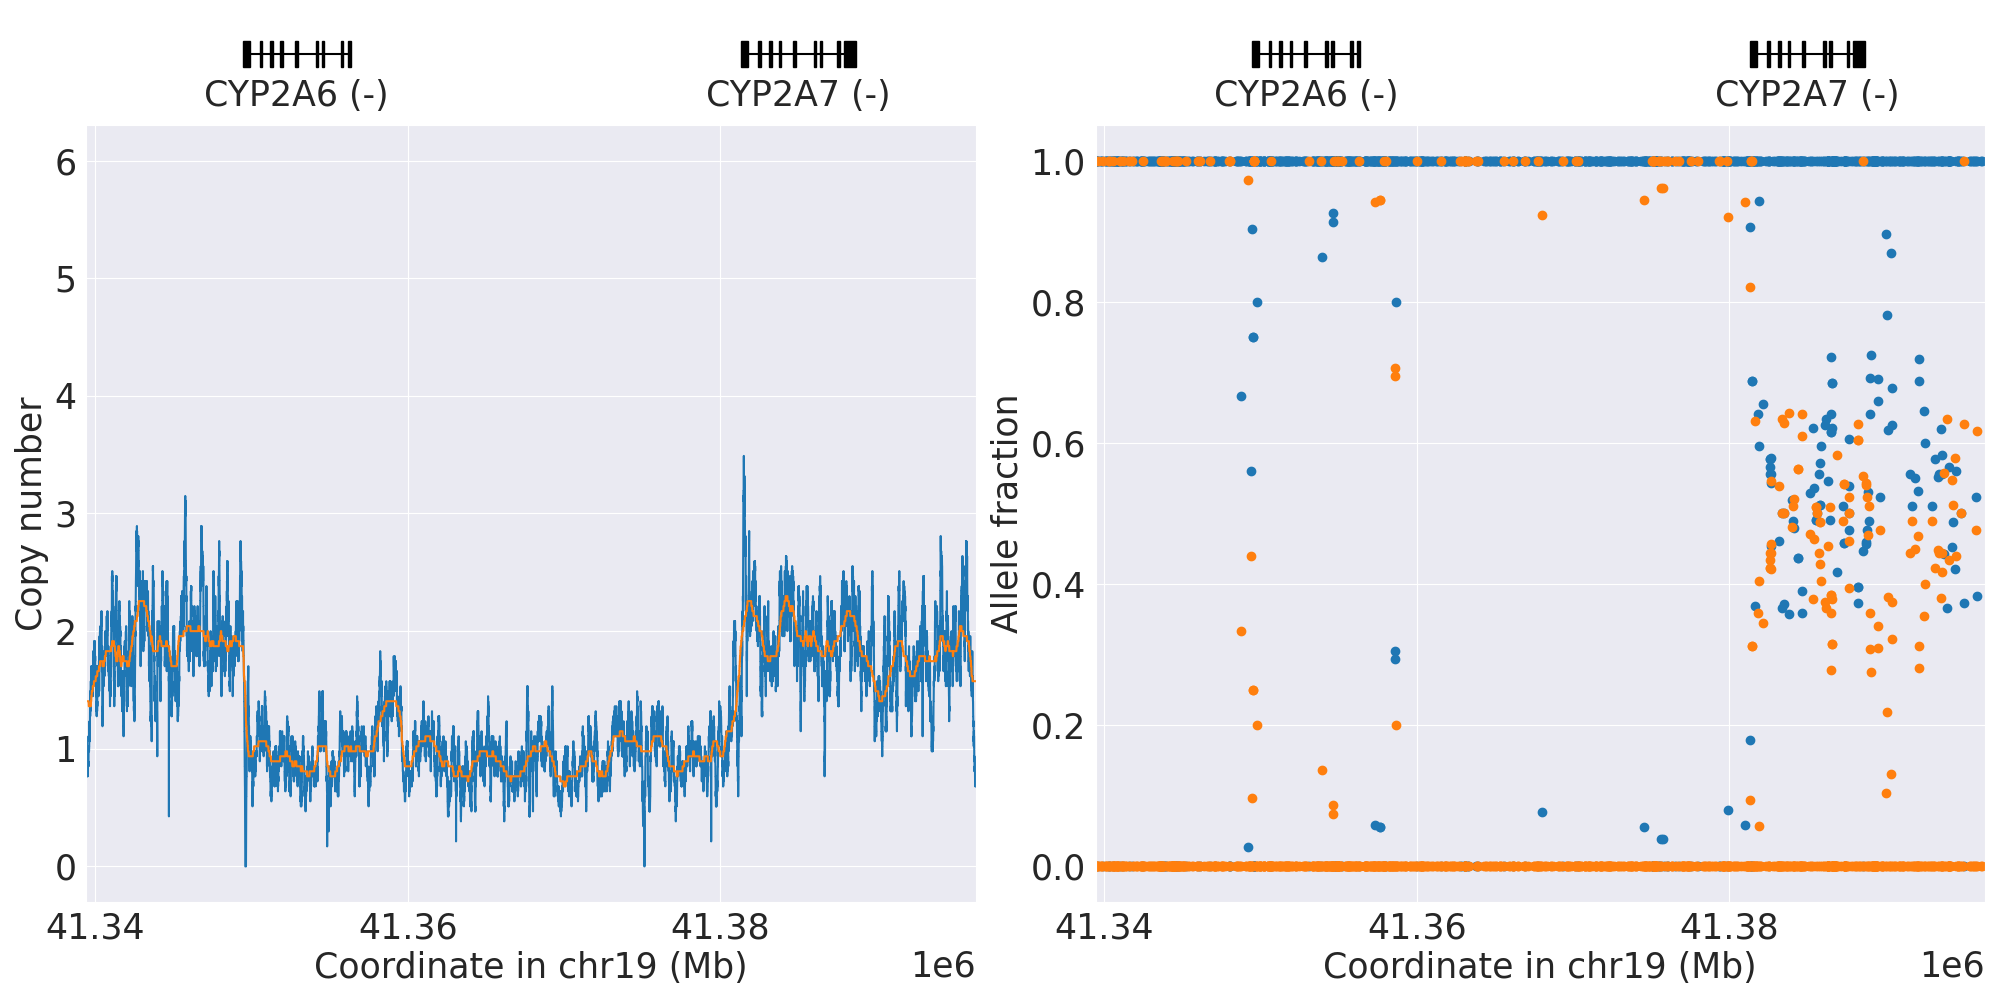 CYP2A6 (-) CYP2A7 (-)
6
5
4
3
2
1
0
Copy number
41.34 41.36 41.38
Coordinate in chr19 (Mb) 1e6
CYP2A6 (-) CYP2A7 (-)
1.0
0.8
0.6
0.4
0.2
0.0
Allele fraction
41.34 41.36 41.38
Coordinate in chr19 (Mb) 1e6